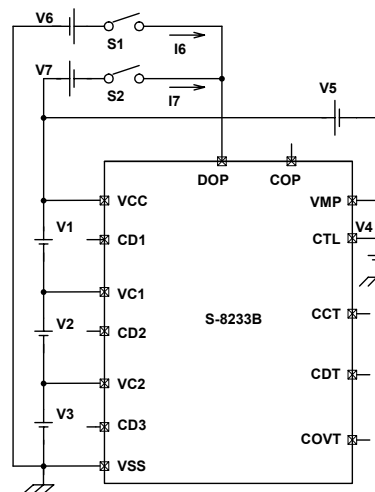 V6
S1
I6
V7
S2
I7
V5
DOP
COP
VCC
VMP
V1
CD1
CTL
V4
VC1
V2
CD2
S-8233B
CCT
VC2
CDT
V3
CD3
COVT
VSS